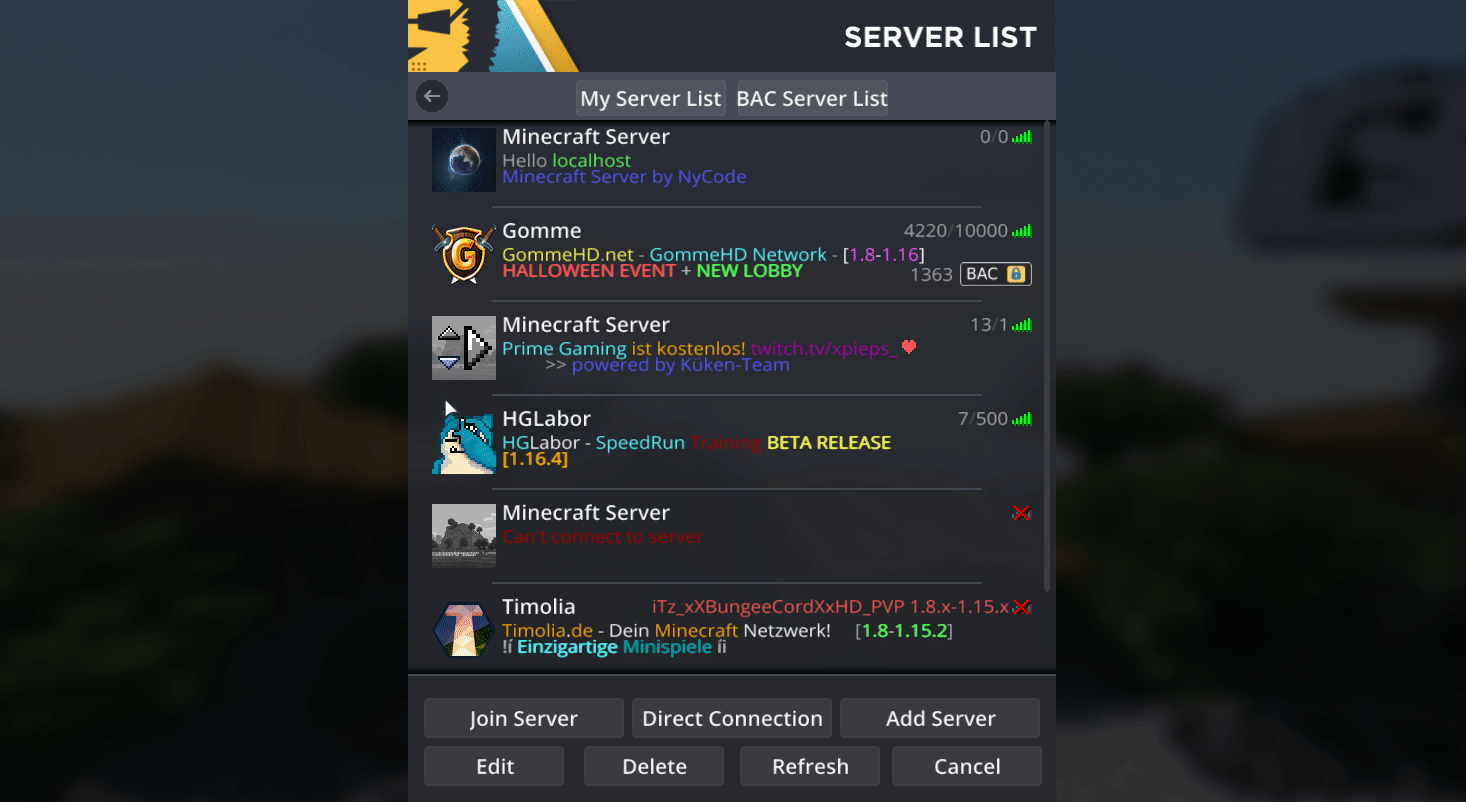 SERVER LIST
My Server List
BAC Server List
Minecraft Server
0/0
Hello localhost
Minecraft Server by NyCode
Gomme
4220/10000
GommeHD.net - GommeHD Network - [1.8-1.16]
HALLOWEEN EVENT + NEW LOBBY
1363 BAC
Minecraft Server
13/1
Prime Gaming ist kostenlos! twitch.tv/xpieps_ ❤
>> powered by Küken-Team
HGLabor
7/500
HGLabor - SpeedRun Training BETA RELEASE
[1.16.4]
Minecraft Server
Can't connect to server
Timolia
iTz_xXBungeeCordXxHD_PVP 1.8.x-1.15.x
Timolia.de - Dein Minecraft Netzwerk! [1.8-1.15.2]
!í Einzigartige Minispiele íi
Join Server
Direct Connection
Add Server
Edit
Delete
Refresh
Cancel